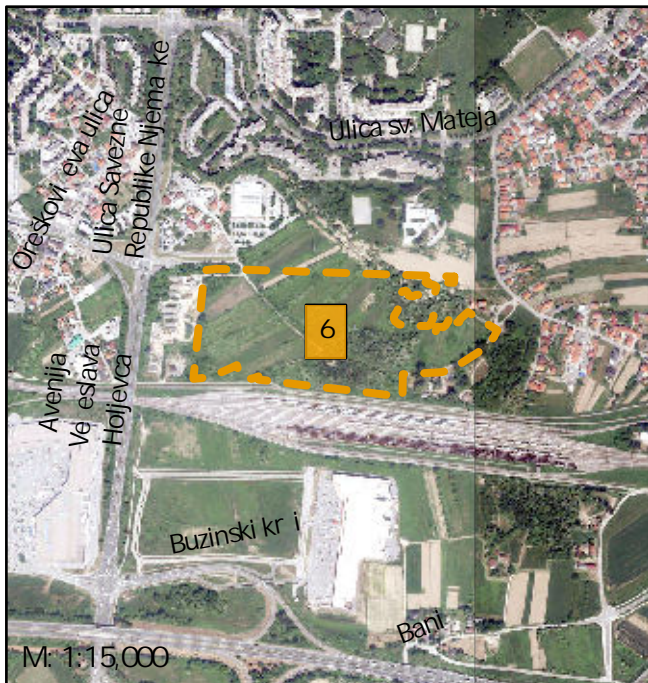 Ulica sv. Mateja
Oreškovi eva ulica
Ulica Savezne
Republike Njema ke
6
Avenija
Ve eslava
Holjevca
Buzinski kr i
Bani
M: 1:15,000